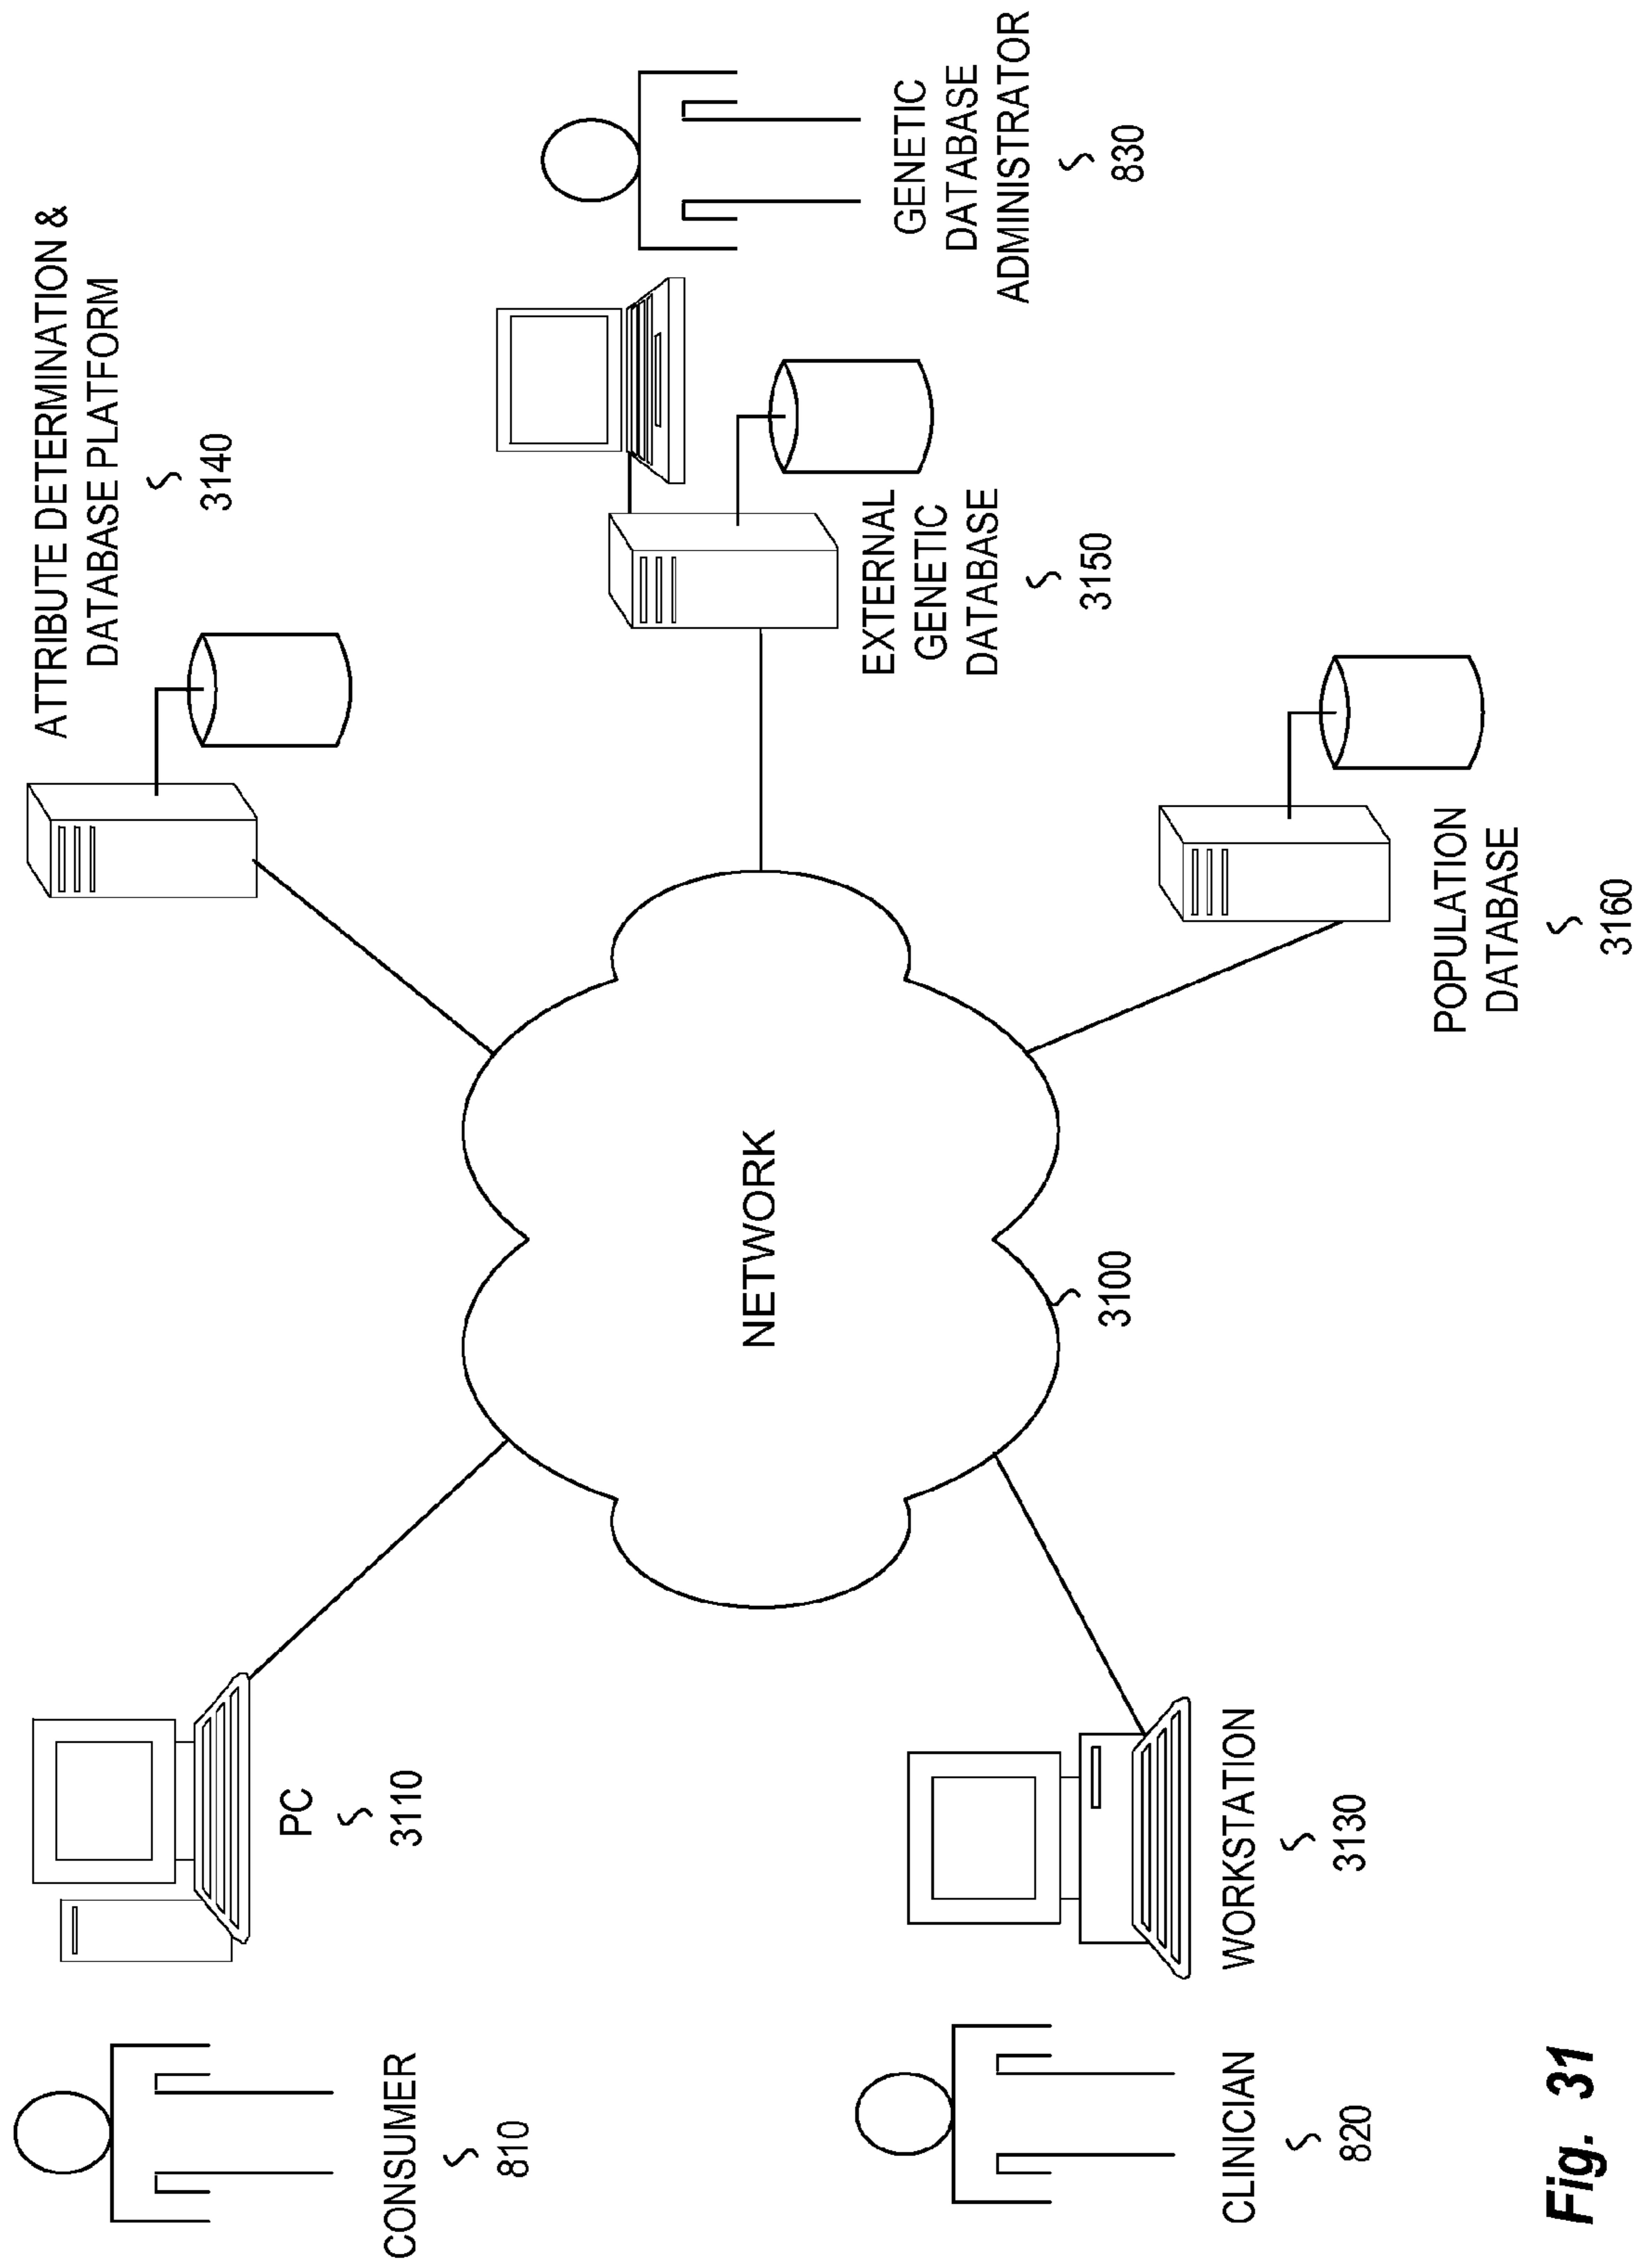 ATTRIBUTE DETERMINATION &
DATABASE PLATFORM
3140
PC
3110
CONSUMER
810
NETWORK
3100
EXTERNAL
GENETIC
DATABASE
3150
GENETIC
DATABASE
ADMINISTRATOR
830
WORKSTATION
3130
CLINICIAN
820
POPULATION
DATABASE
3160
Fig. 31